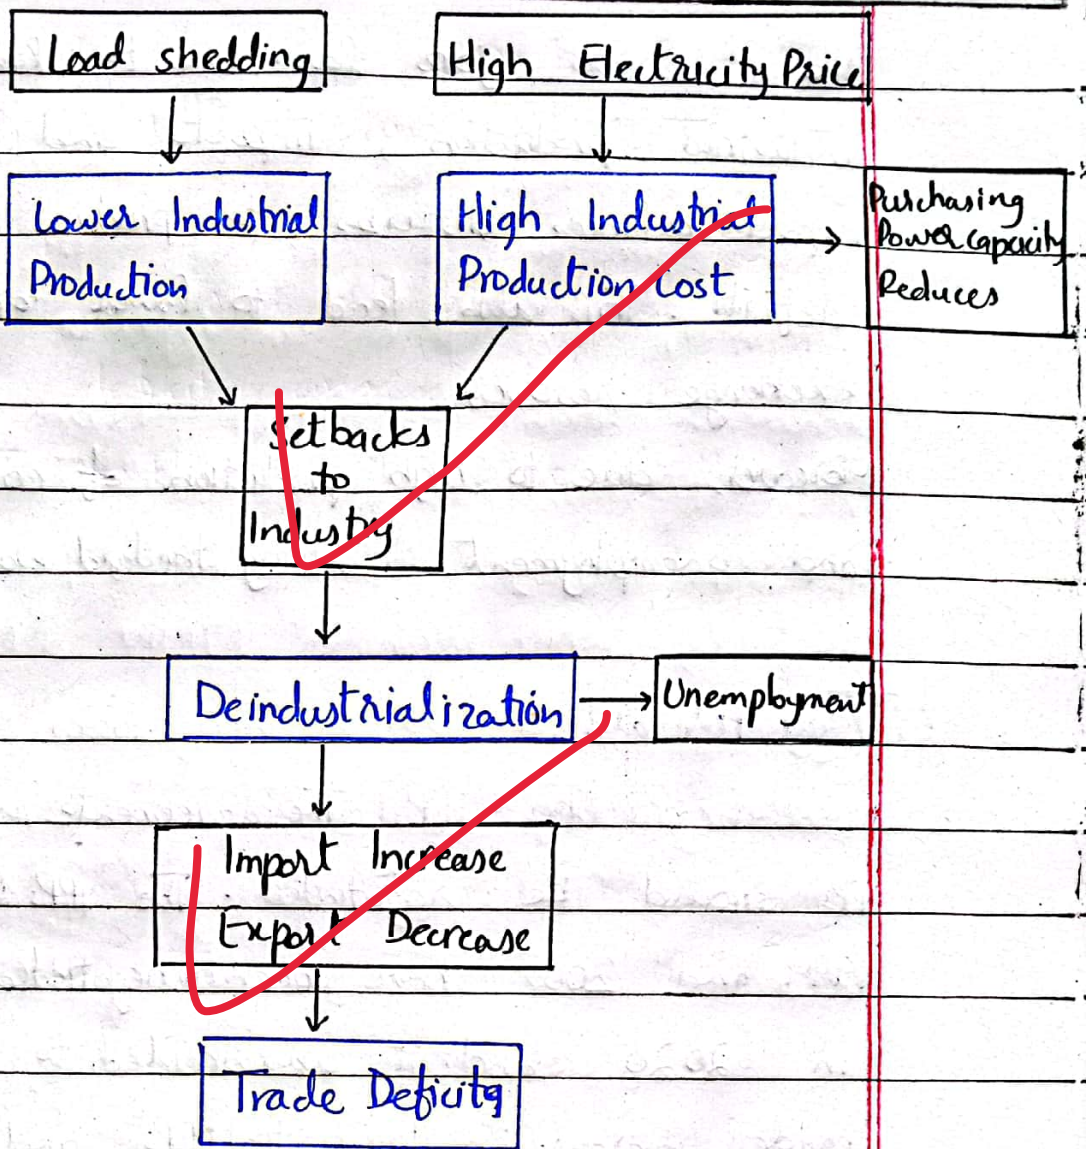 Load shedding
High Electricity Price
Lower Industrial
Production
High Industrial
Production Cost
Purchasing
Power capacity
Reduces
Setbacks
to
Industry
Deindustrialization
Unemployment
Import Increase
Export Decrease
Trade Deficity